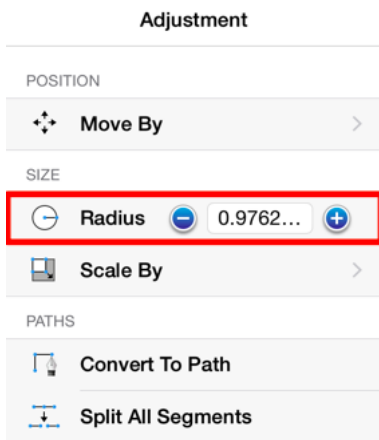 Adjustment
POSITION
Move By
SIZE
Radius 0.9762...
Scale By
PATHS
Convert To Path
Split All Segments